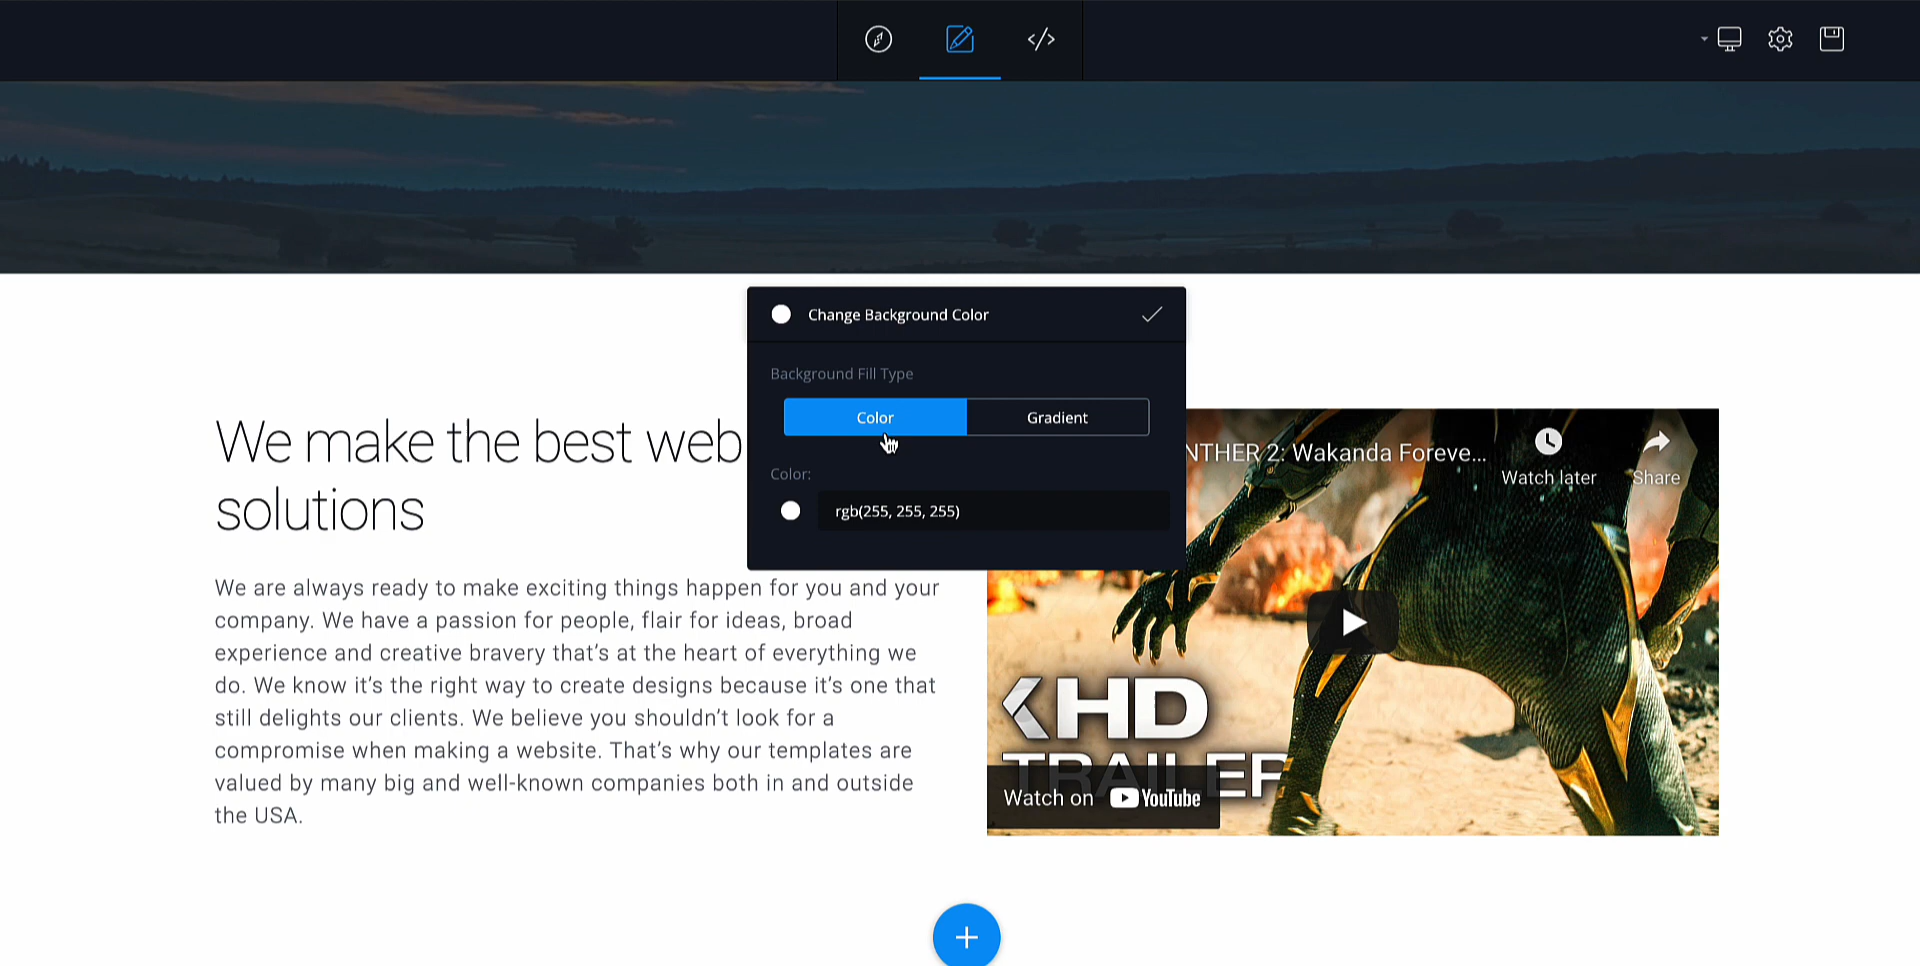 Change Background Color
Background Fill Type
Color
Gradient
Color:
rgb(255, 255, 255)
We make the best web
solutions
We are always ready to make exciting things happen for you and your
company. We have a passion for people, flair for ideas, broad
experience and creative bravery that's at the heart of everything we
do. We know it's the right way to create designs because it's one that
still delights our clients. We believe you shouldn't look for a
compromise when making a website. That's why our templates are
valued by many big and well-known companies both in and outside
the USA.
NTHER 2: Wakanda Foreve...
Watch later
Share
KHD
TRAILER
Watch on YouTube